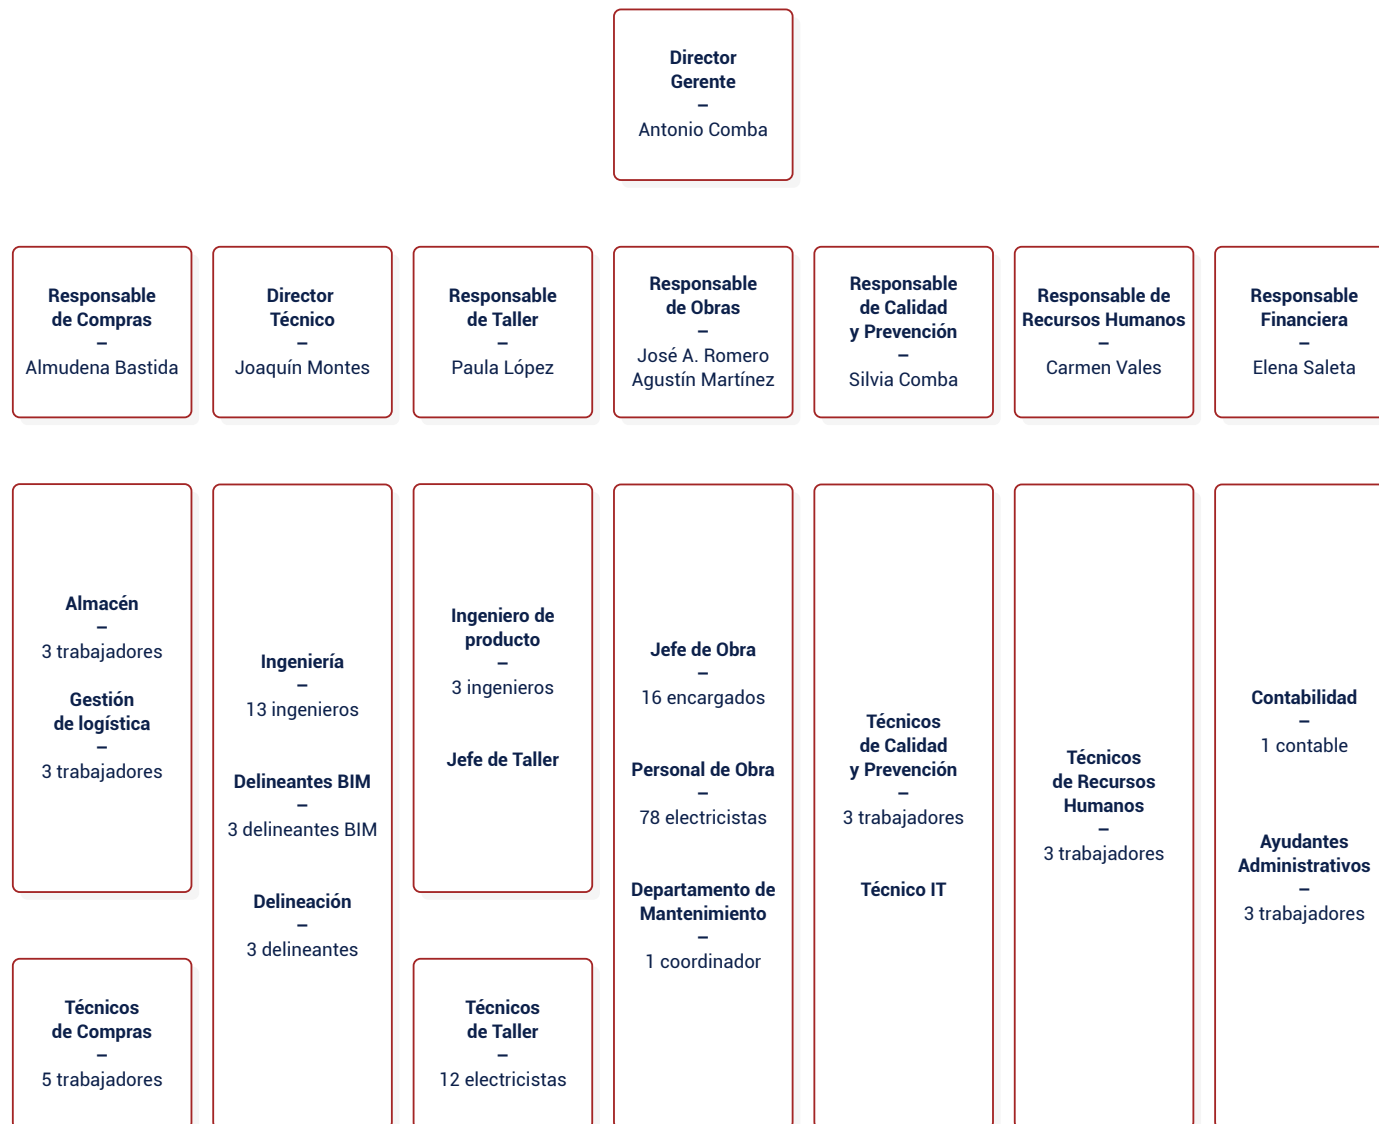 Director
Gerente
–
Antonio Comba
Responsable
de Compras
–
Almudena Bastida
Director
Técnico
–
Joaquín Montes
Responsable
de Taller
–
Paula López
Responsable
de Obras
–
José A. Romero
Agustín Martínez
Responsable
de Calidad
y Prevención
–
Silvia Comba
Responsable de
Recursos Humanos
–
Carmen Vales
Responsable
Financiera
–
Elena Saleta
Almacén
–
3 trabajadores
Gestión
de logística
–
3 trabajadores
Técnicos
de Compras
–
5 trabajadores
Ingeniería
–
13 ingenieros
Delineantes BIM
–
3 delineantes BIM
Delineación
–
3 delineantes
Ingeniero de
producto
–
3 ingenieros
Jefe de Taller
Técnicos
de Taller
–
12 electricistas
Jefe de Obra
–
16 encargados
Personal de Obra
–
78 electricistas
Departamento de
Mantenimiento
–
1 coordinador
Técnicos
de Calidad
y Prevención
–
3 trabajadores
Técnico IT
Técnicos
de Recursos
Humanos
–
3 trabajadores
Contabilidad
–
1 contable
Ayudantes
Administrativos
–
3 trabajadores